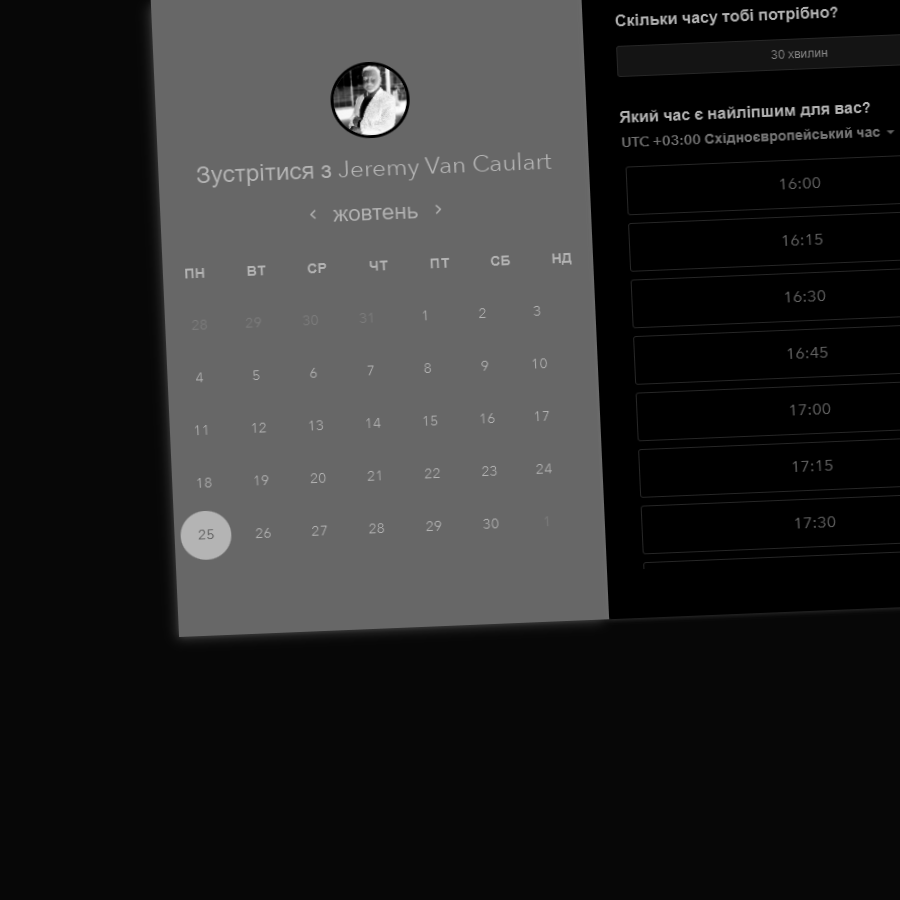 Зустрітися з Jeremy Van Caulart
жовтень
ПН ВТ СР ЧТ ПТ СБ НД
28 29 30 31 1 2 3
4 5 6 7 8 9 10
11 12 13 14 15 16 17
18 19 20 21 22 23 24
25 26 27 28 29 30 1
Скільки часу тобі потрібно?
30 хвилин
Який час є найліпшим для вас?
UTC +03:00 Східноєвропейський час
16:00
16:15
16:30
16:45
17:00
17:15
17:30